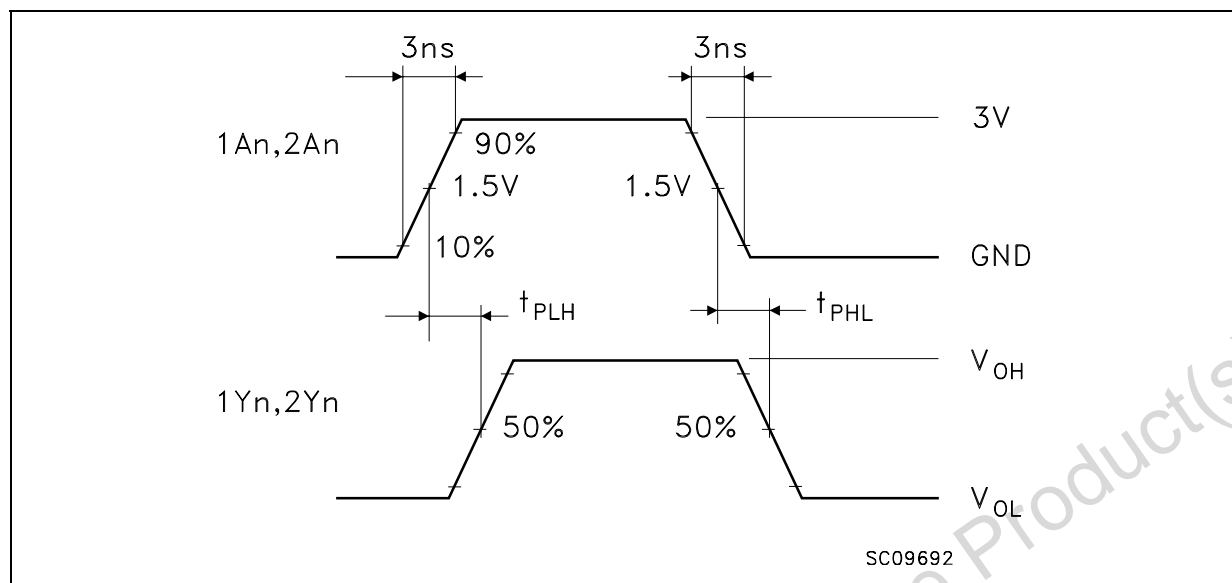 3ns 3ns
1An,2An 90% 3V
1.5V 1.5V
10% GND
tPLH tPHL
1Yn,2Yn VOH
50% 50%
VOL
SC09692
Product(s